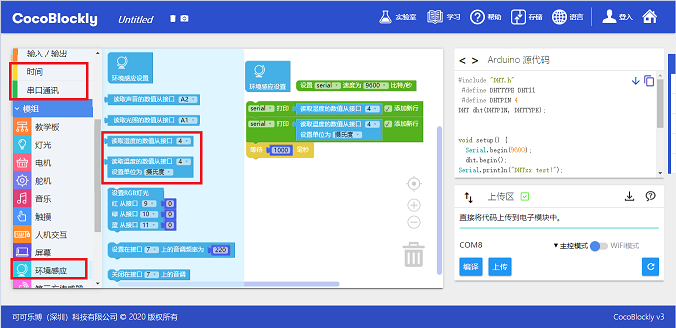 CocoBlockly
Untitled
实验室
学习
帮助
存储
语言
登入
输入 / 输出
时间
串口通讯
模组
教学板
灯光
电机
舵机
音乐
触摸
人机交互
屏幕
环境感应
第三方传感器
环境感应设置
读取声音的数值从接口 A2
读取光照的数值从接口 A1
读取湿度的数值从接口 4
读取温度的数值从接口 4
设置单位为 摄氏度
设置RGB灯光
红 从接口 9 0
绿 从接口 10 0
蓝 从接口 11 0
设置在接口 7 上的音调频率为 220
关闭在接口 7 上的音调
环境感应设置
设置 serial 速度为 9600 比特/秒
serial 打印 读取湿度的数值从接口 4 添加新行
serial 打印 读取温度的数值从接口 4 添加新行
设置单位为 摄氏度
等待 1000 毫秒
< > Arduino 源代码
#include "DHT.h"
#define DHTTYPE DHT11
#define DHTPIN 4
DHT dht(DHTPIN, DHTTYPE);
void setup() {
Serial.begin(9600);
dht.begin();
Serial.println("DHTxx test!");
上传区
直接将代码上传到电子模块中。
COM8
主控模式
WiFi模式
编译
上传
可可乐博（深圳）科技有限公司 © 2020 版权所有
CocoBlockly v3